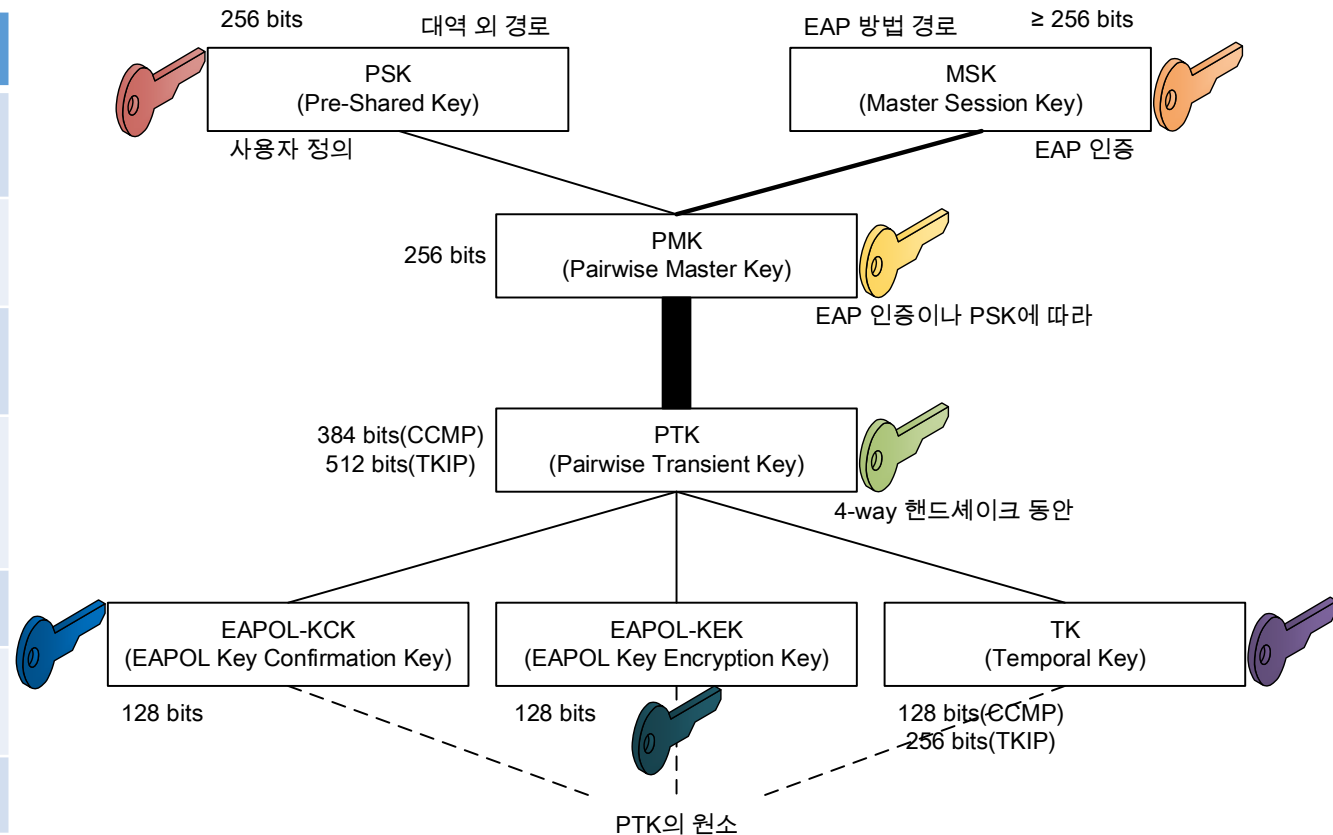 256 bits
대역 외 경로
EAP 방법 경로
≥ 256 bits
PSK
(Pre-Shared Key)
MSK
(Master Session Key)
사용자 정의
EAP 인증
256 bits
PMK
(Pairwise Master Key)
EAP 인증이나 PSK에 따라
384 bits(CCMP)
512 bits(TKIP)
PTK
(Pairwise Transient Key)
4-way 핸드셰이크 동안
EAPOL-KCK
(EAPOL Key Confirmation Key)
EAPOL-KEK
(EAPOL Key Encryption Key)
TK
(Temporal Key)
128 bits
128 bits
128 bits(CCMP)
256 bits(TKIP)
PTK의 원소